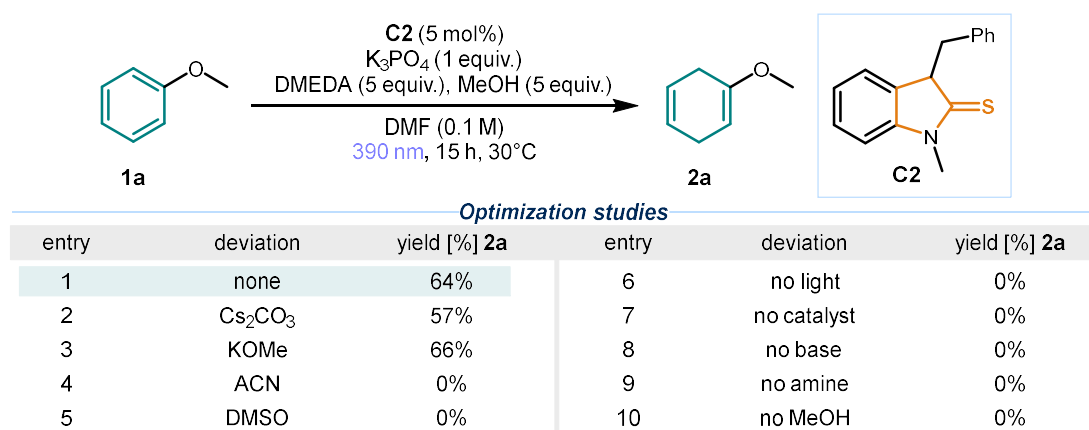 C2 (5 mol%)
K₃PO₄ (1 equiv.)
DMEDA (5 equiv.), MeOH (5 equiv.)
DMF (0.1 M)
390 nm, 15 h, 30°C
O
1a
O
2a
Ph
S
N
C2
Optimization studies
entry deviation yield [%] 2a entry deviation yield [%] 2a
1 none 64% 6 no light 0%
2 Cs₂CO₃ 57% 7 no catalyst 0%
3 KOMe 66% 8 no base 0%
4 ACN 0% 9 no amine 0%
5 DMSO 0% 10 no MeOH 0%